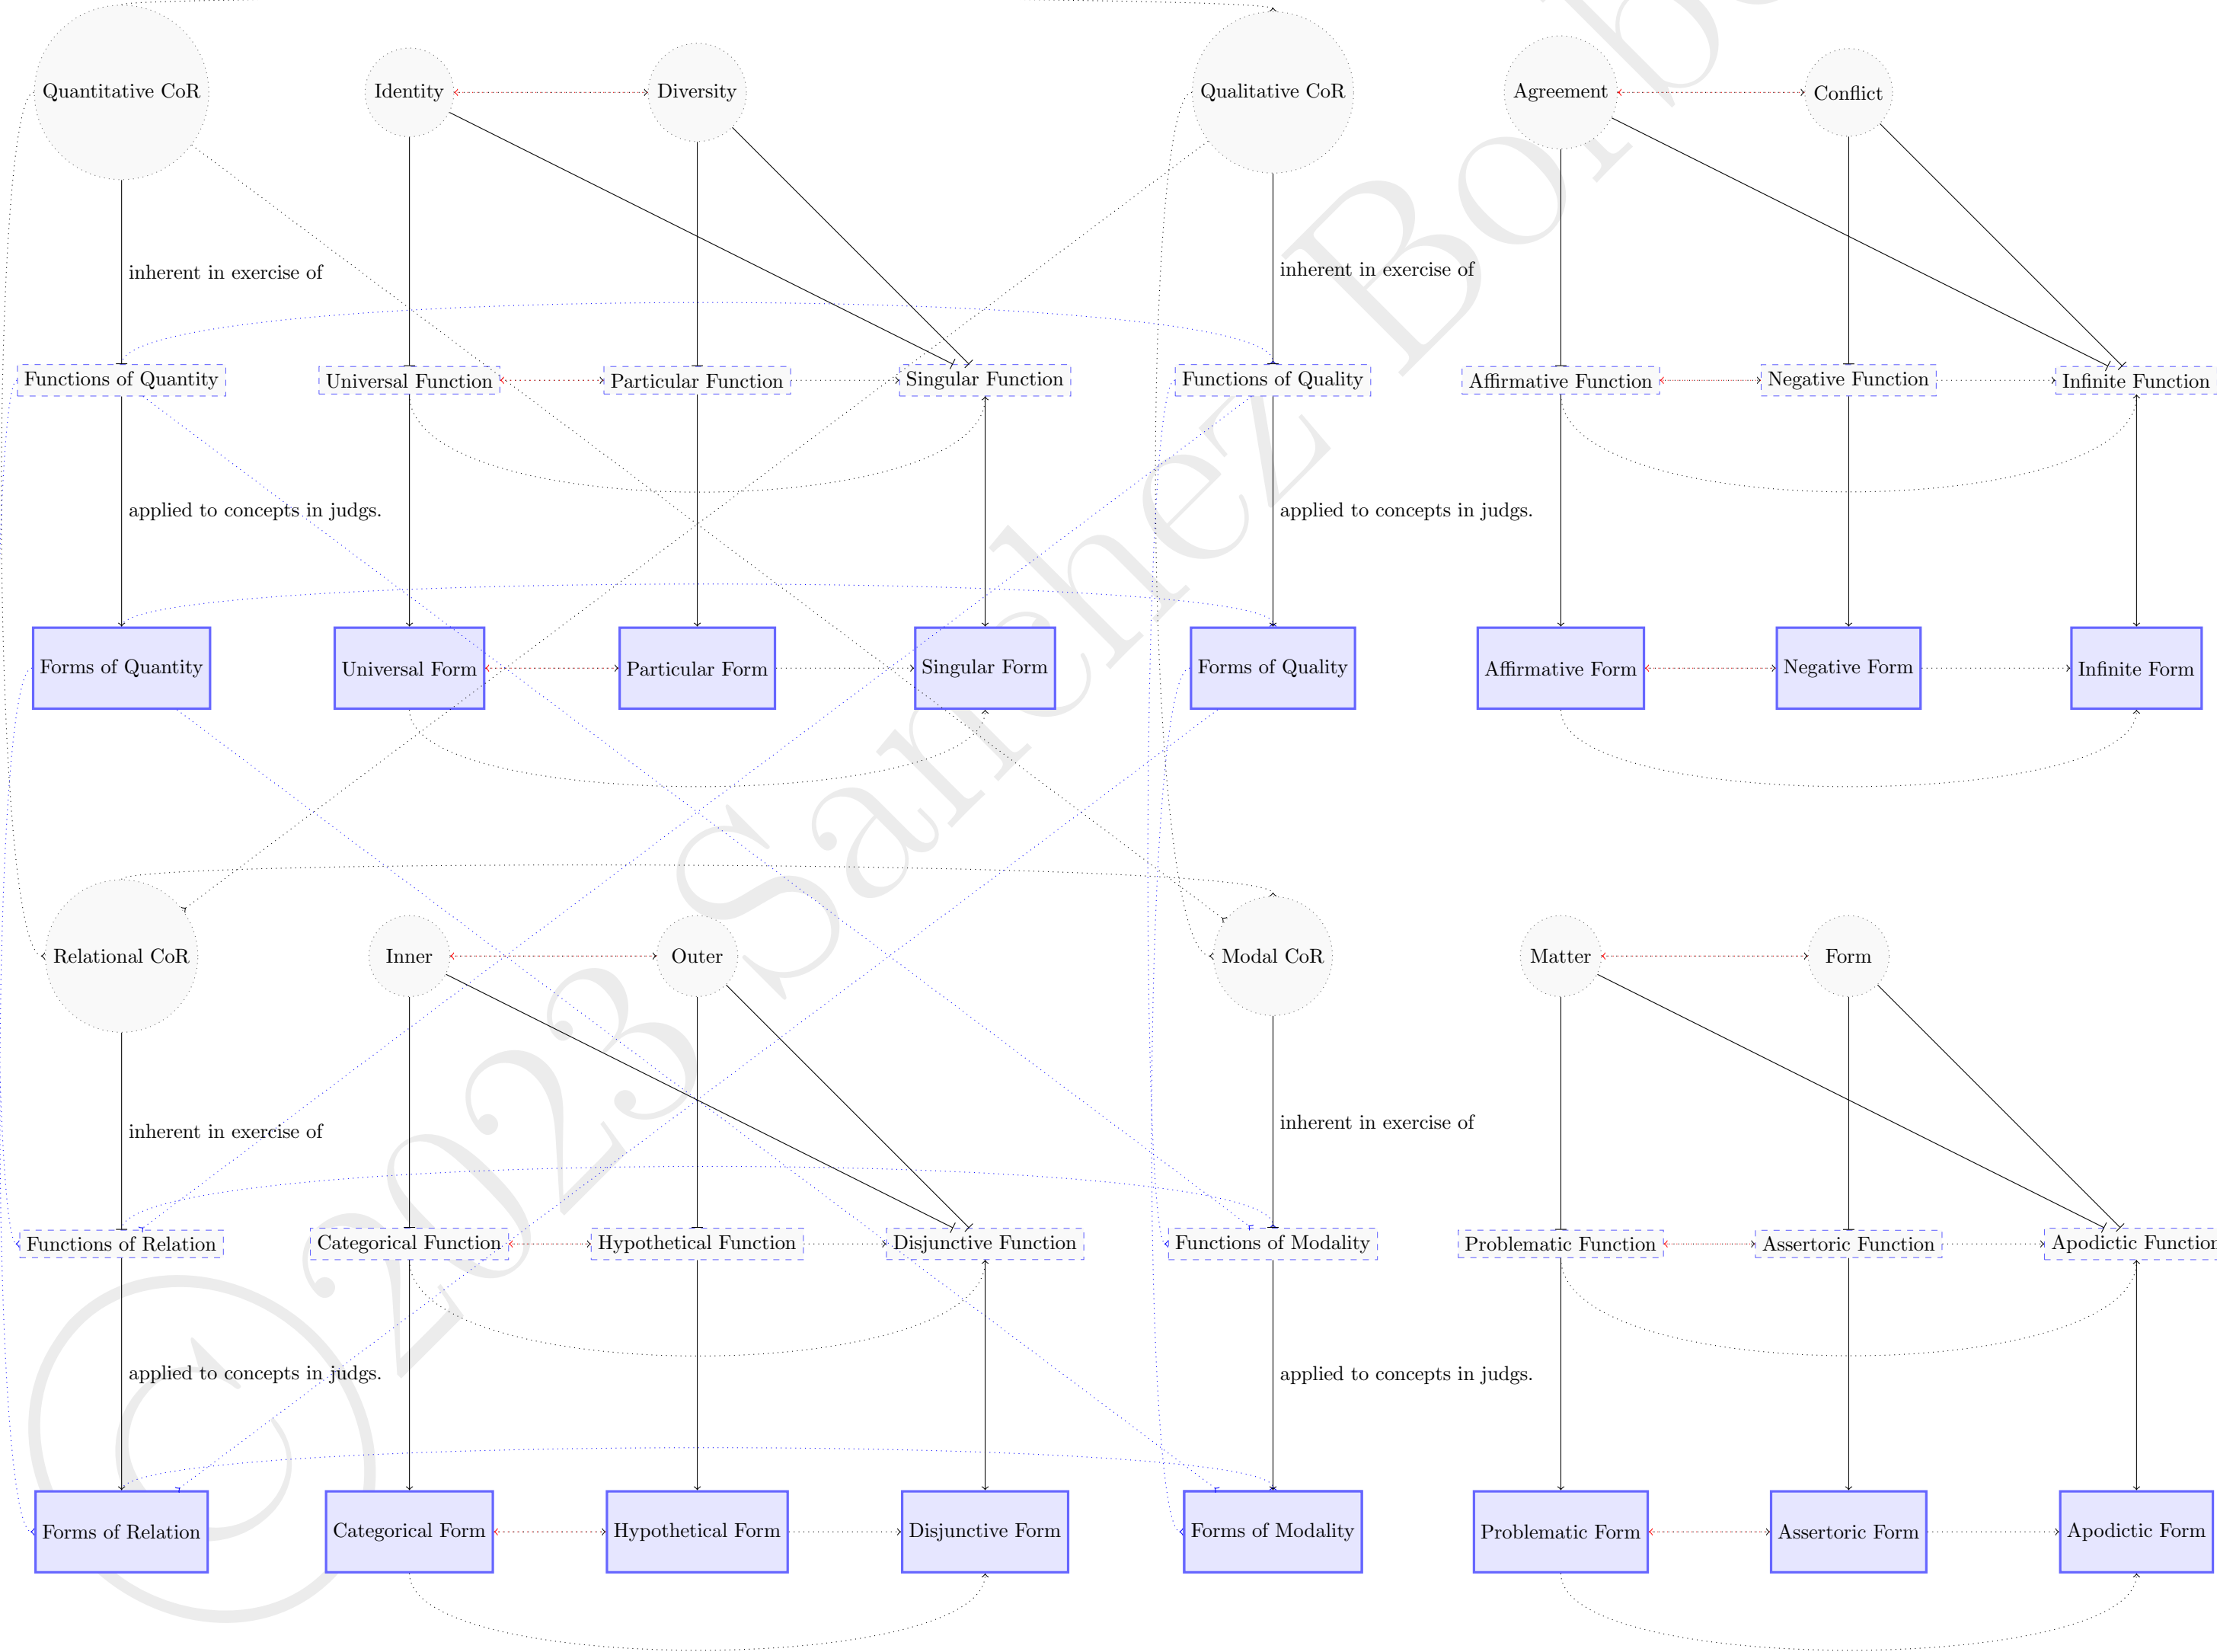 Quantitative CoR
Identity
Diversity
Qualitative CoR
Agreement
Conflict
inherent in exercise of
inherent in exercise of
Functions of Quantity
Universal Function
Particular Function
Singular Function
Functions of Quality
Affirmative Function
Negative Function
Infinite Function
applied to concepts in judgs.
applied to concepts in judgs.
Forms of Quantity
Universal Form
Particular Form
Singular Form
Forms of Quality
Affirmative Form
Negative Form
Infinite Form
Relational CoR
Inner
Outer
Modal CoR
Matter
Form
inherent in exercise of
inherent in exercise of
Functions of Relation
Categorical Function
Hypothetical Function
Disjunctive Function
Functions of Modality
Problematic Function
Assertoric Function
Apodictic Function
applied to concepts in judgs.
applied to concepts in judgs.
Forms of Relation
Categorical Form
Hypothetical Form
Disjunctive Form
Forms of Modality
Problematic Form
Assertoric Form
Apodictic Form
©2023 Sanchez